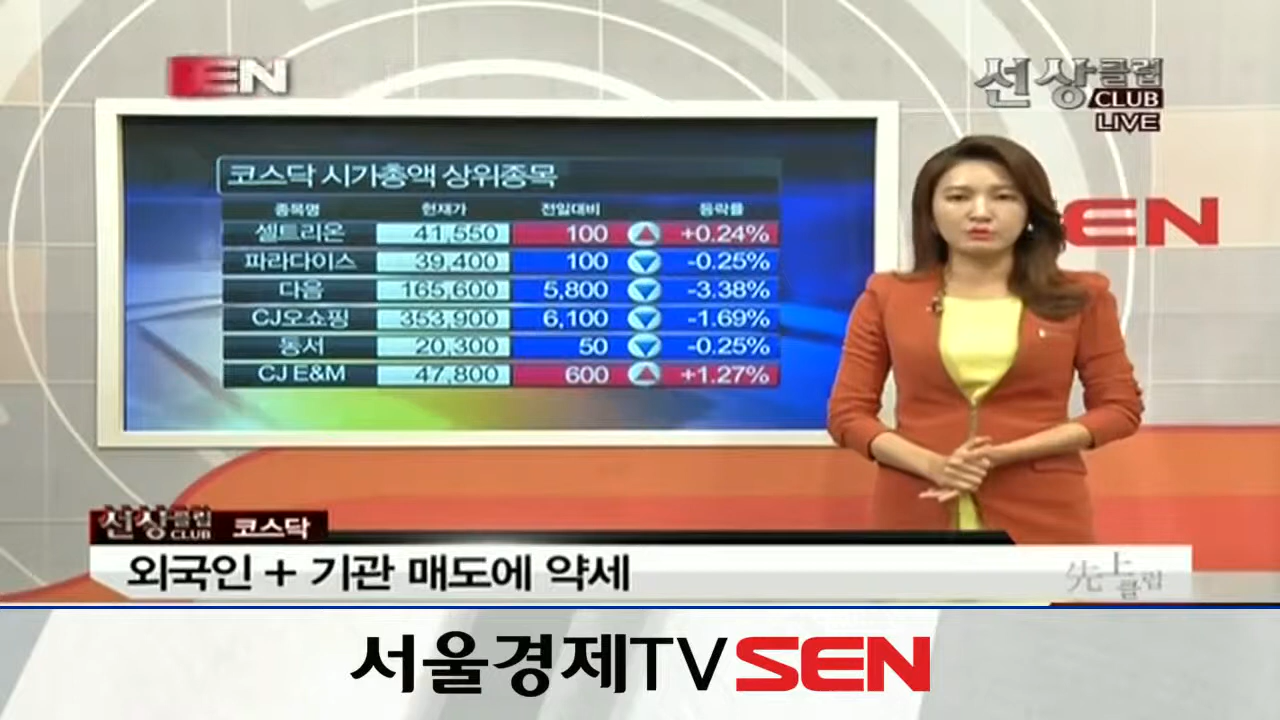 EN
선상클럽
CLUB
LIVE
코스닥 시가총액 상위종목
종목명 현재가 전일대비 등락률
셀트리온 41,550 100 ▲ +0.24%
파라다이스 39,400 100 ▼ -0.25%
다음 165,600 5,800 ▼ -3.38%
CJ오쇼핑 353,900 6,100 ▼ -1.69%
동서 20,300 50 ▼ -0.25%
CJ E&M 47,800 600 ▲ +1.27%
EN
선상클럽 CLUB 코스닥
외국인 + 기관 매도에 약세
先上클럽
서울경제TV SEN